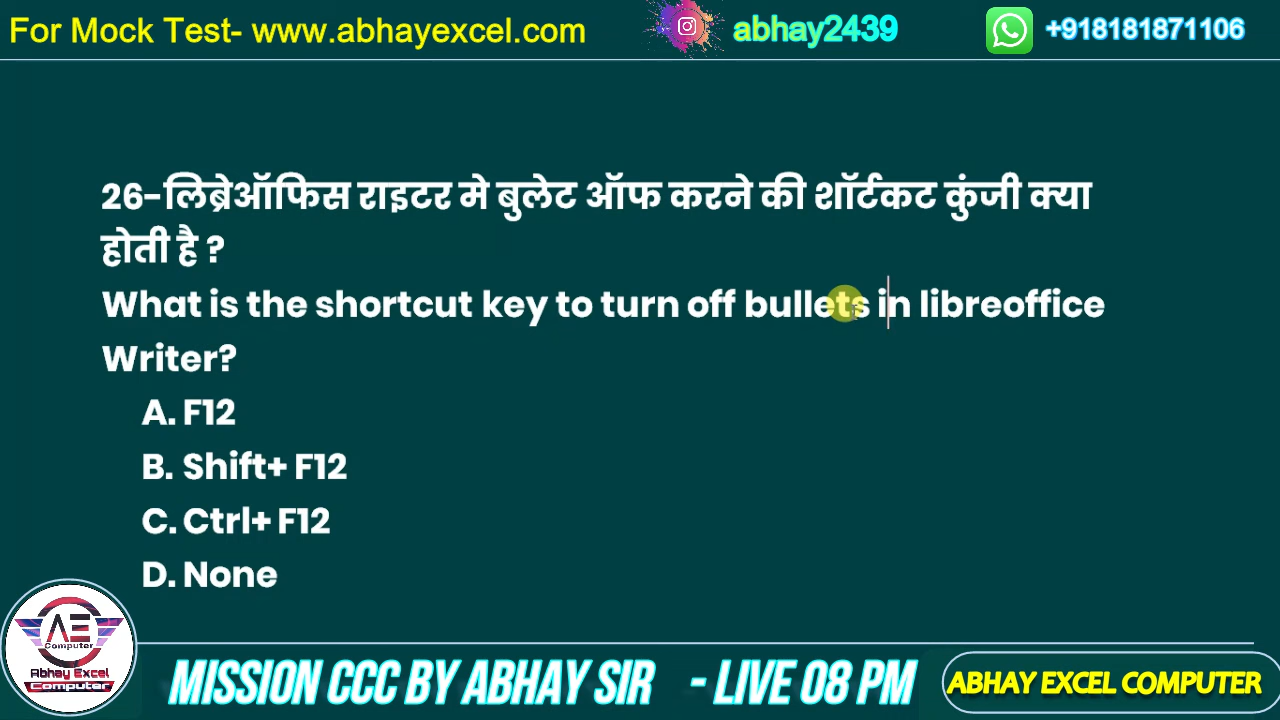 For Mock Test- www.abhayexcel.com
abhay2439
+918181871106
26-लिब्रेऑफिस राइटर मे बुलेट ऑफ करने की शॉर्टकट कुंजी क्या
होती है ?
What is the shortcut key to turn off bullets in libreoffice
Writer?
A. F12
B. Shift+ F12
C. Ctrl+ F12
D. None
AE
Computer
Abhay Excel
Computer
MISSION CCC BY ABHAY SIR - LIVE 08 PM
ABHAY EXCEL COMPUTER